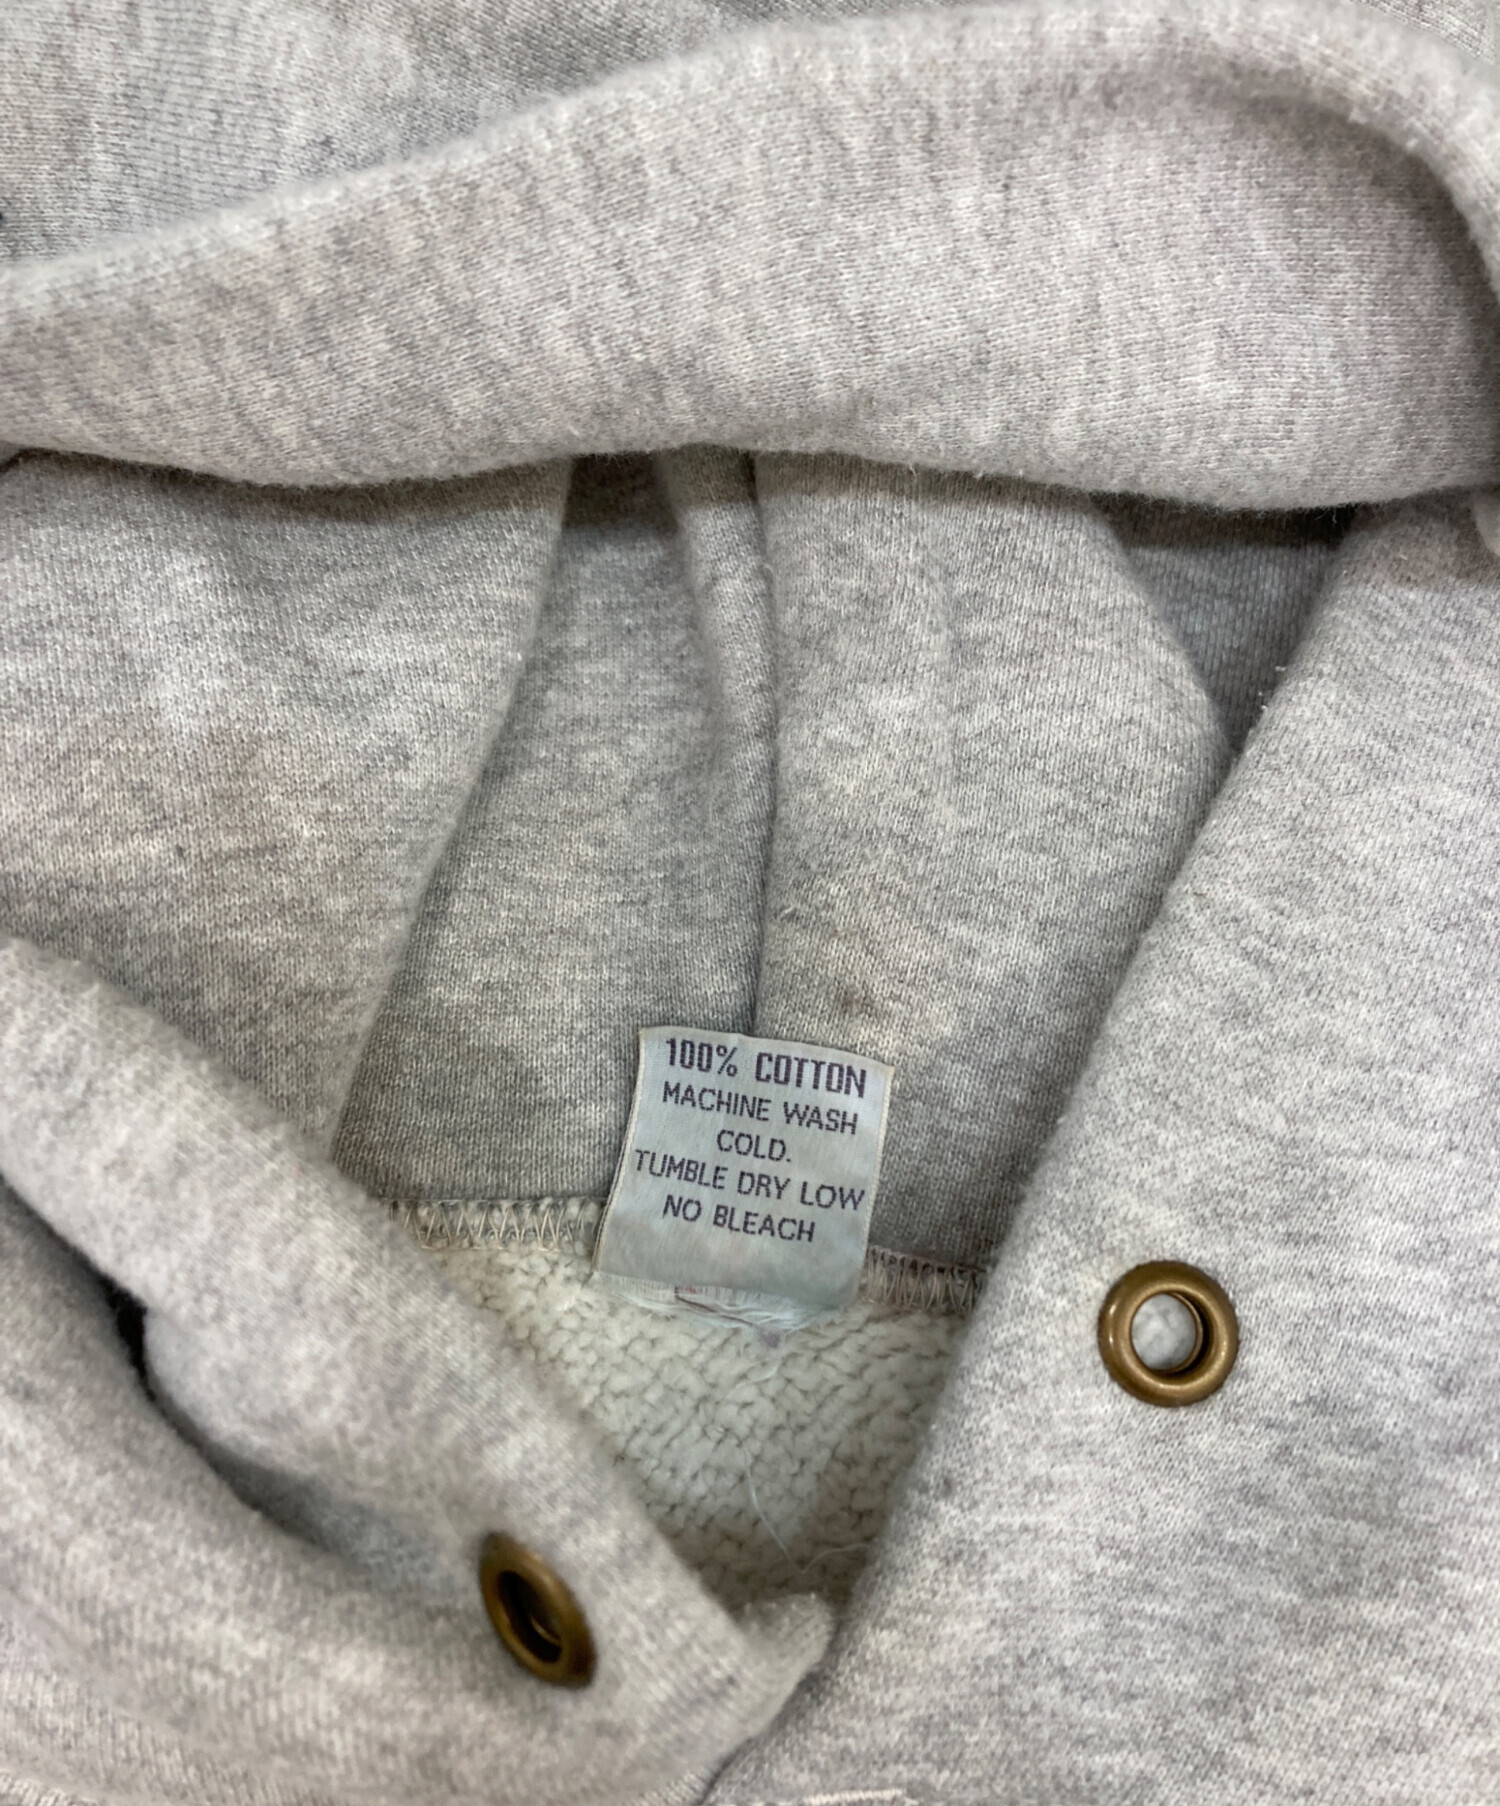 100% COTTON
MACHINE WASH
COLD.
TUMBLE DRY LOW
NO BLEACH